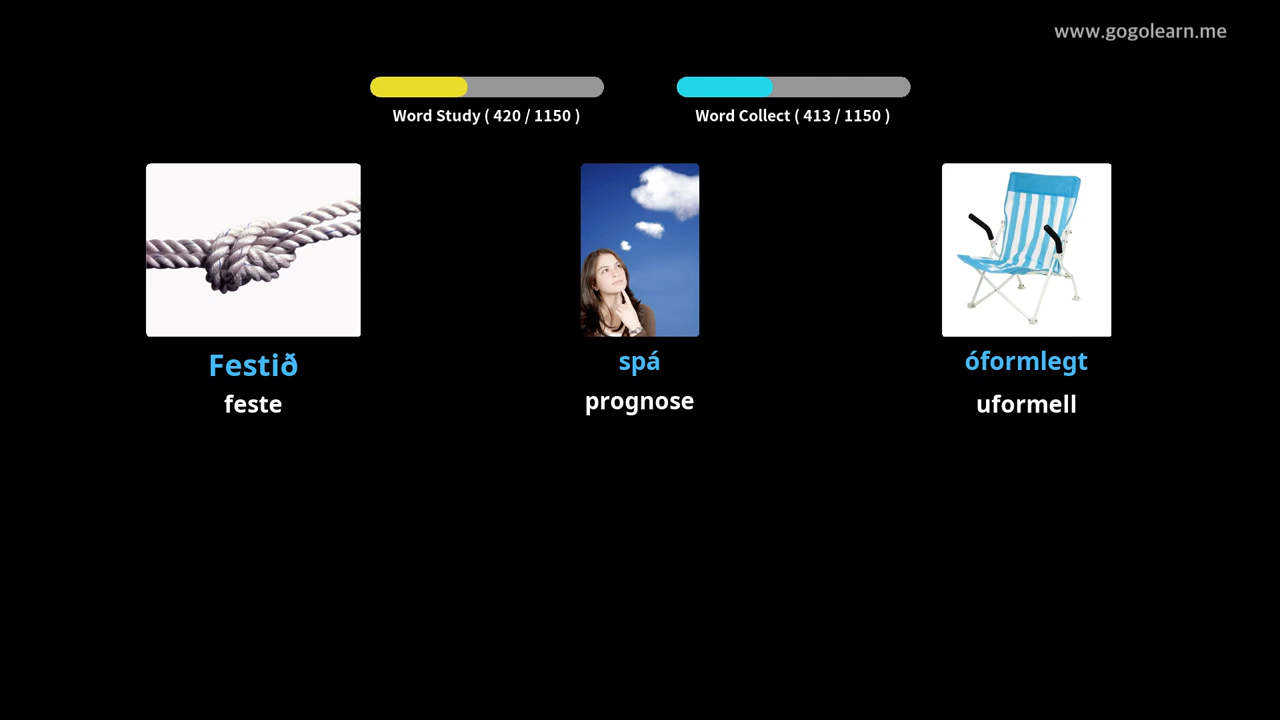 www.gogolearn.me
Word Study ( 420 / 1150 )
Word Collect ( 413 / 1150 )
Festið
feste
spá
prognose
óformlegt
uformell